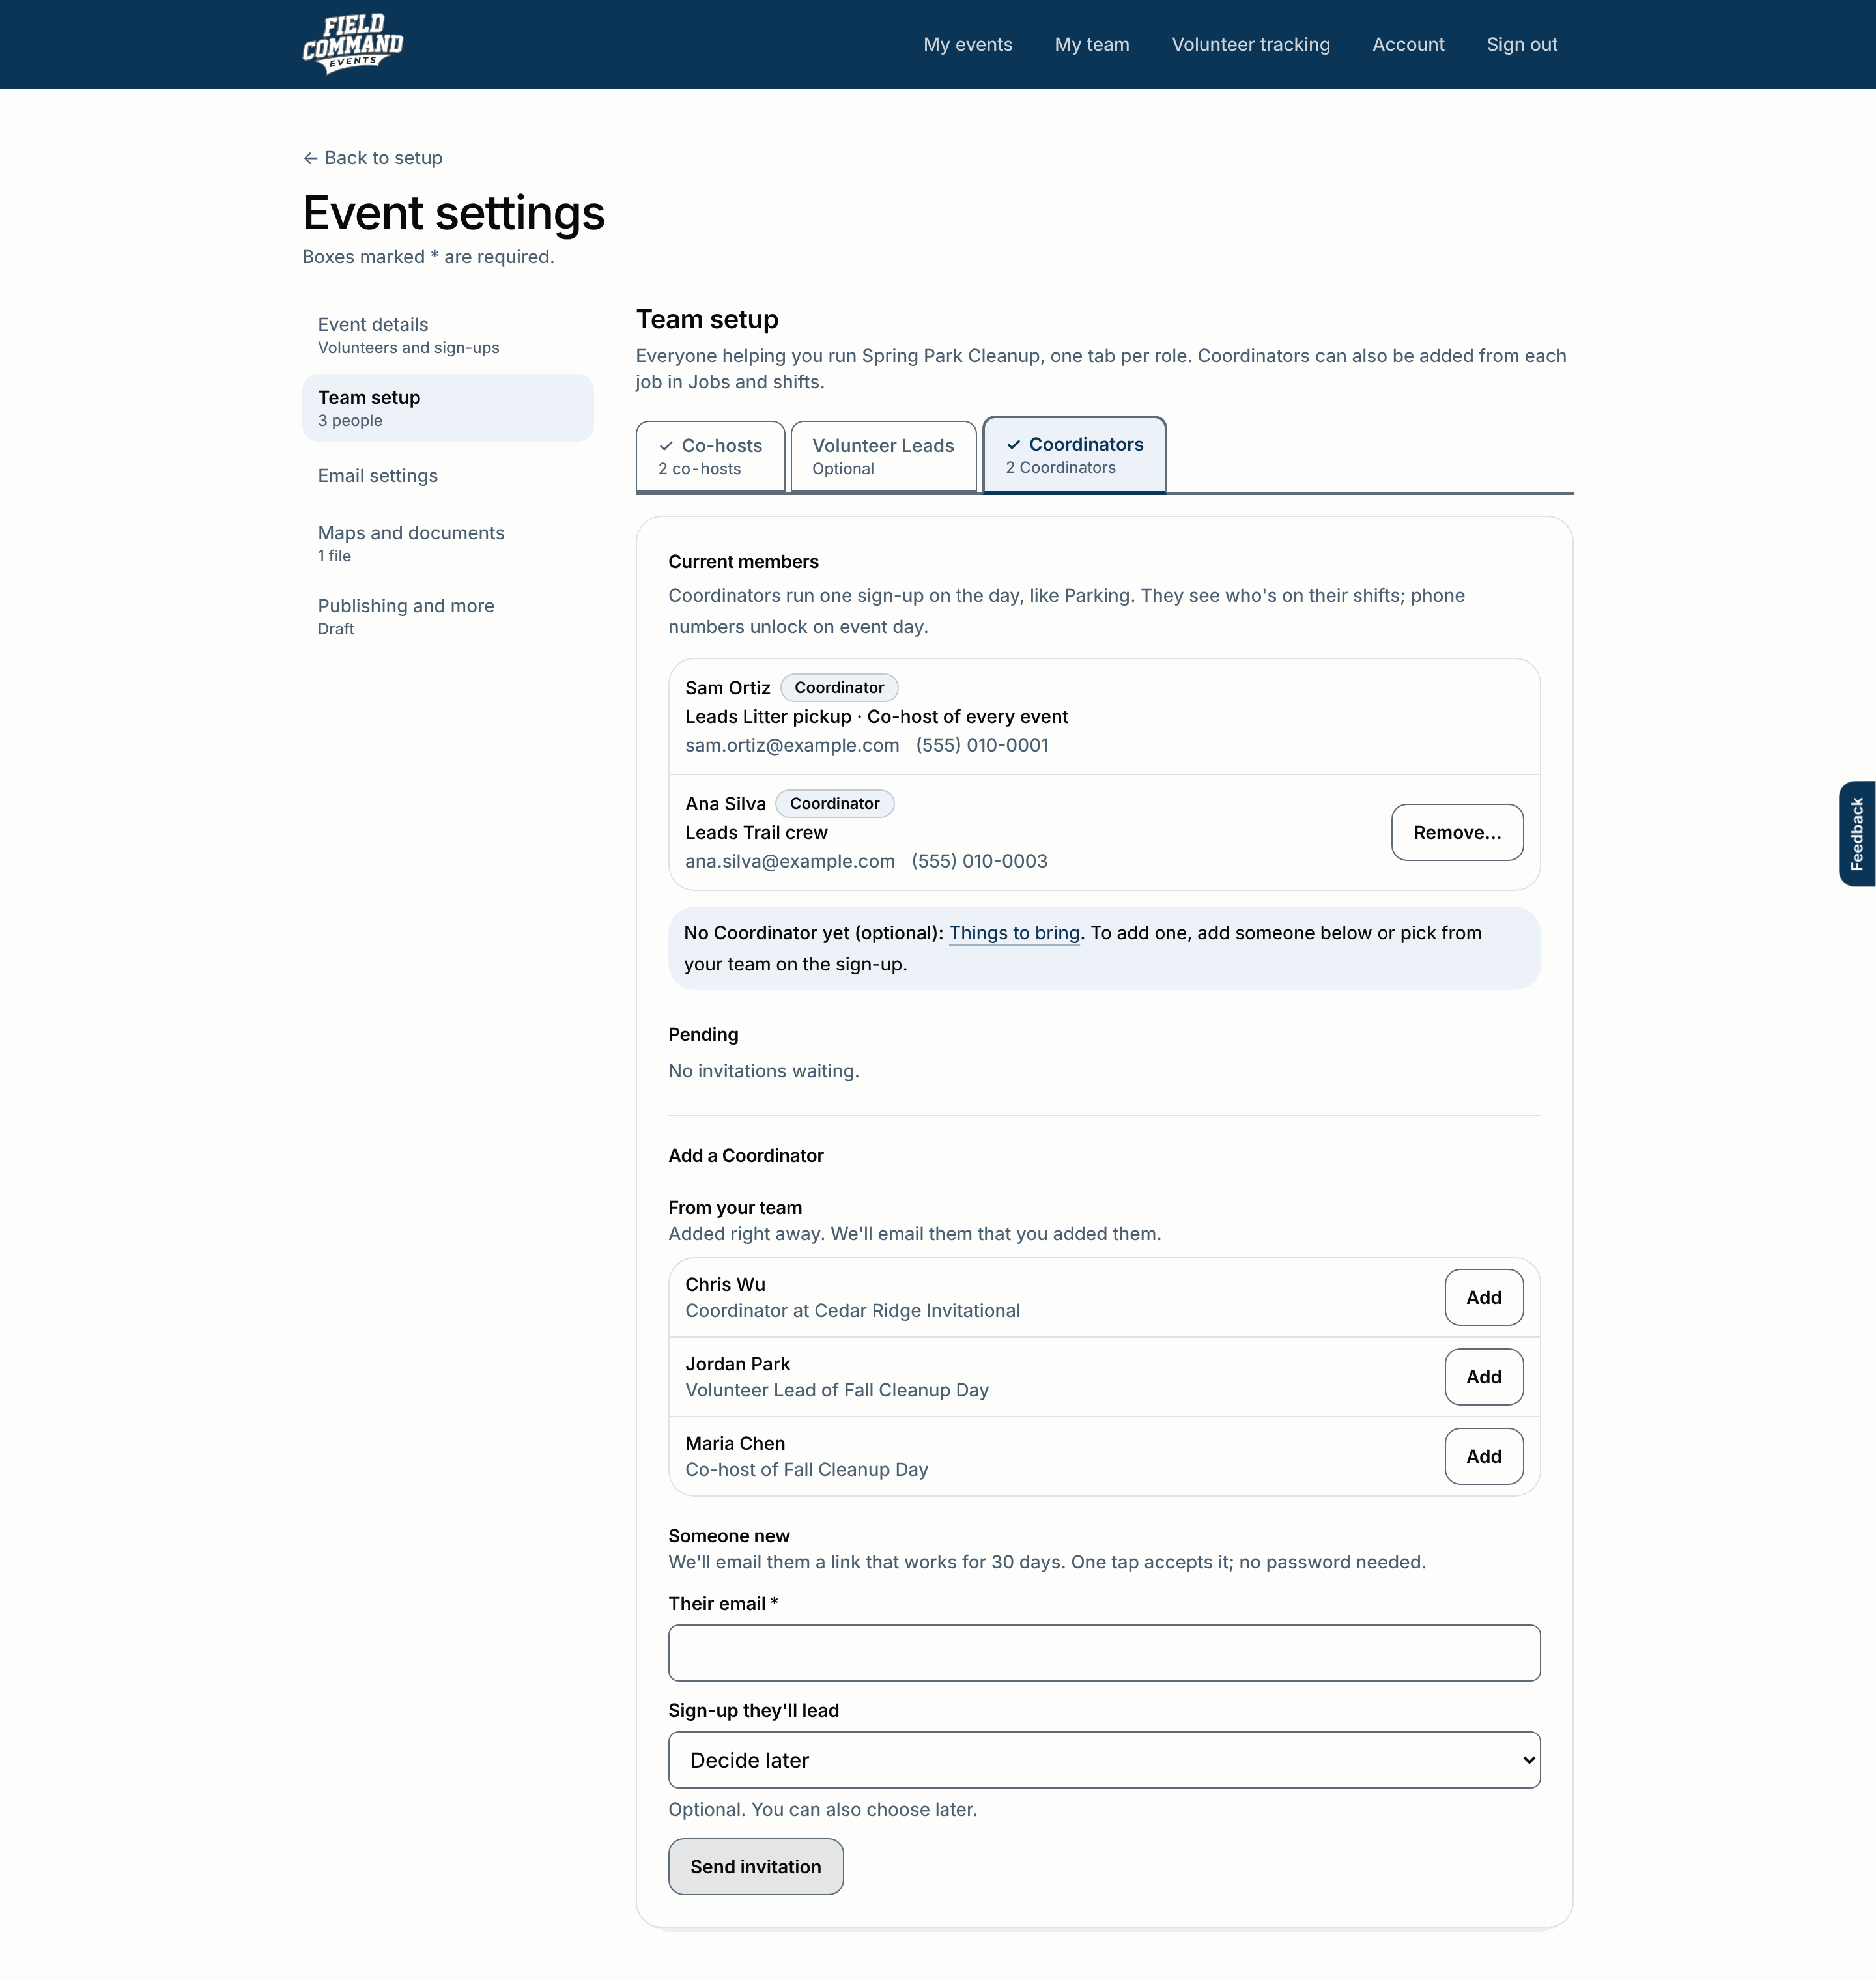 FIELD
COMMAND
EVENTS
My events
My team
Volunteer tracking
Account
Sign out
← Back to setup
Event settings
Boxes marked * are required.
Event details
Volunteers and sign-ups
Team setup
3 people
Email settings
Maps and documents
1 file
Publishing and more
Draft
Team setup
Everyone helping you run Spring Park Cleanup, one tab per role. Coordinators can also be added from each
job in Jobs and shifts.
✓ Co-hosts
2 co-hosts
Volunteer Leads
Optional
✓ Coordinators
2 Coordinators
Current members
Coordinators run one sign-up on the day, like Parking. They see who's on their shifts; phone
numbers unlock on event day.
Sam Ortiz Coordinator
Leads Litter pickup · Co-host of every event
sam.ortiz@example.com (555) 010-0001
Ana Silva Coordinator
Leads Trail crew
ana.silva@example.com (555) 010-0003
Remove...
No Coordinator yet (optional): Things to bring. To add one, add someone below or pick from
your team on the sign-up.
Pending
No invitations waiting.
Add a Coordinator
From your team
Added right away. We'll email them that you added them.
Chris Wu
Coordinator at Cedar Ridge Invitational
Add
Jordan Park
Volunteer Lead of Fall Cleanup Day
Add
Maria Chen
Co-host of Fall Cleanup Day
Add
Someone new
We'll email them a link that works for 30 days. One tap accepts it; no password needed.
Their email *
Sign-up they'll lead
Decide later
Optional. You can also choose later.
Send invitation
Feedback